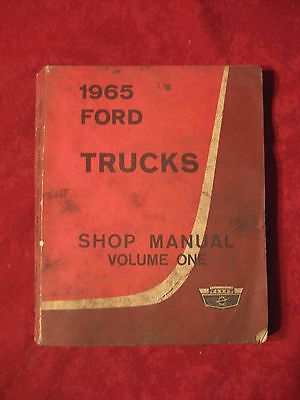 1965
FORD
TRUCKS
SHOP MANUAL
VOLUME ONE